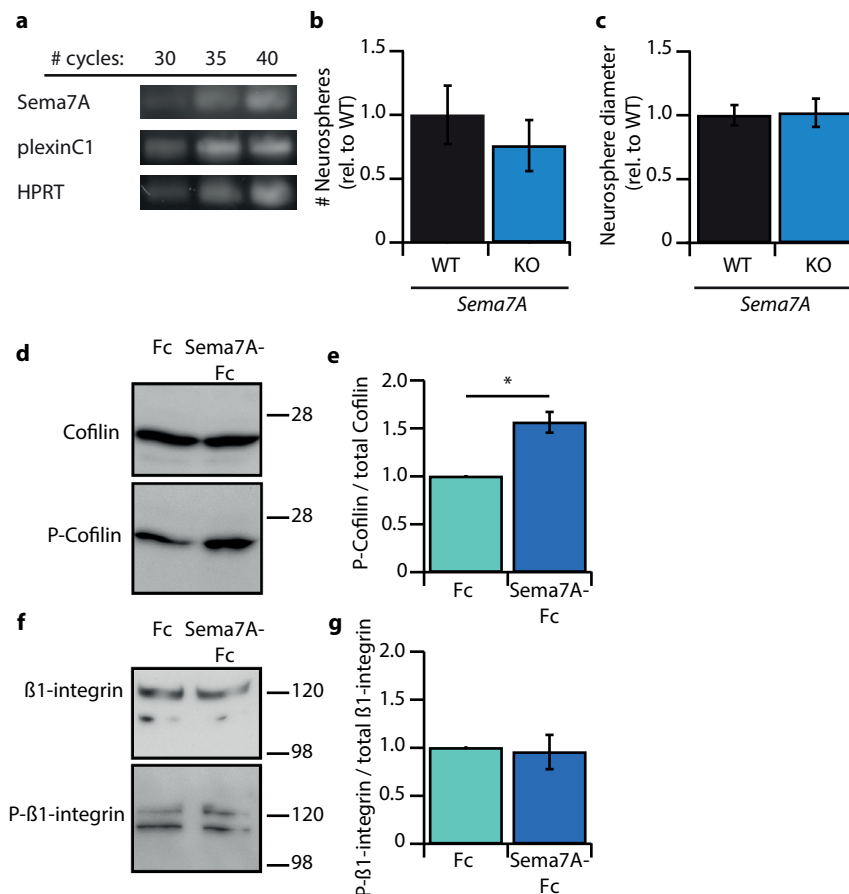 a
# cycles: 30 35 40
Sema7A
plexinC1
HPRT
b
# Neurospheres
(rel. to WT)
1.5
1.0
0.5
0
WT KO
Sema7A
c
Neurosphere diameter
(rel. to WT)
1.5
1.0
0.5
0
WT KO
Sema7A
d
Fc Sema7A-
Fc
Cofilin
28
P-Cofilin
28
e
P-Cofilin / total Cofilin
2.0
1.5
1.0
0.5
0
*
Fc Sema7A-
Fc
f
Fc Sema7A-
Fc
ß1-integrin
120
98
P-ß1-integrin
120
98
g
P-ß1-integrin / total ß1-integrin
2.0
1.5
1.0
0.5
0
Fc Sema7A-
Fc